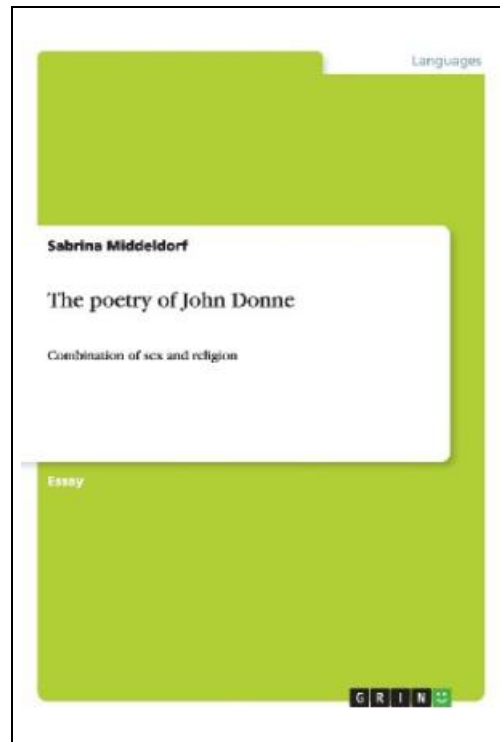 Languages
Sabrina Middeldorf
The poetry of John Donne
Combination of sex and religion
Essay
GRIN